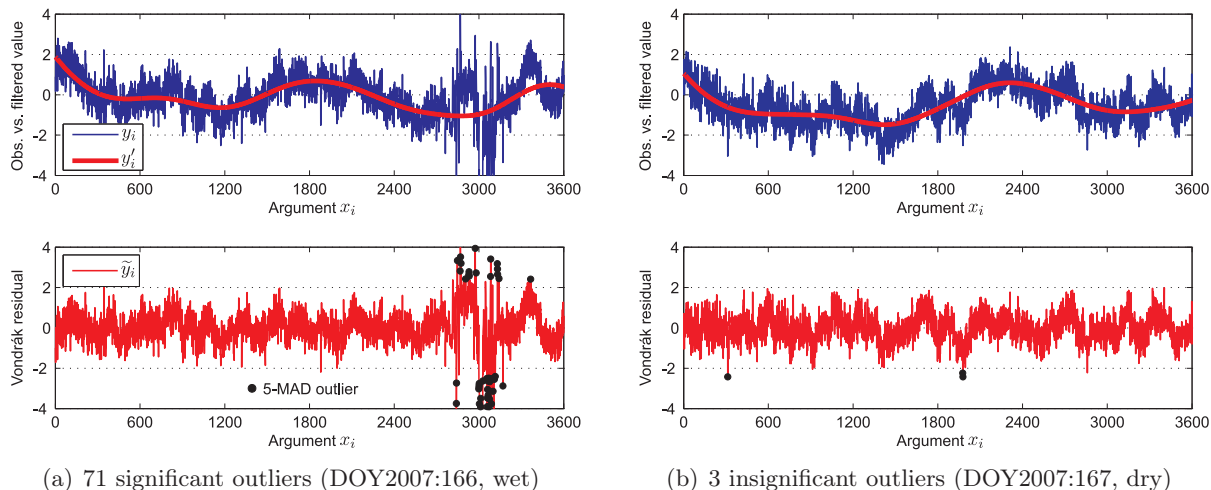 4
2
0
-2
-4
Obs. vs. filtered value
y_i
y'_i
0 600 1200 1800 2400 3000 3600
Argument x_i
4
2
0
-2
-4
Obs. vs. filtered value
0 600 1200 1800 2400 3000 3600
Argument x_i
4
2
0
-2
-4
Vondrák residual
ỹ_i
5-MAD outlier
0 600 1200 1800 2400 3000 3600
Argument x_i
4
2
0
-2
-4
Vondrák residual
0 600 1200 1800 2400 3000 3600
Argument x_i
(a) 71 significant outliers (DOY2007:166, wet)
(b) 3 insignificant outliers (DOY2007:167, dry)